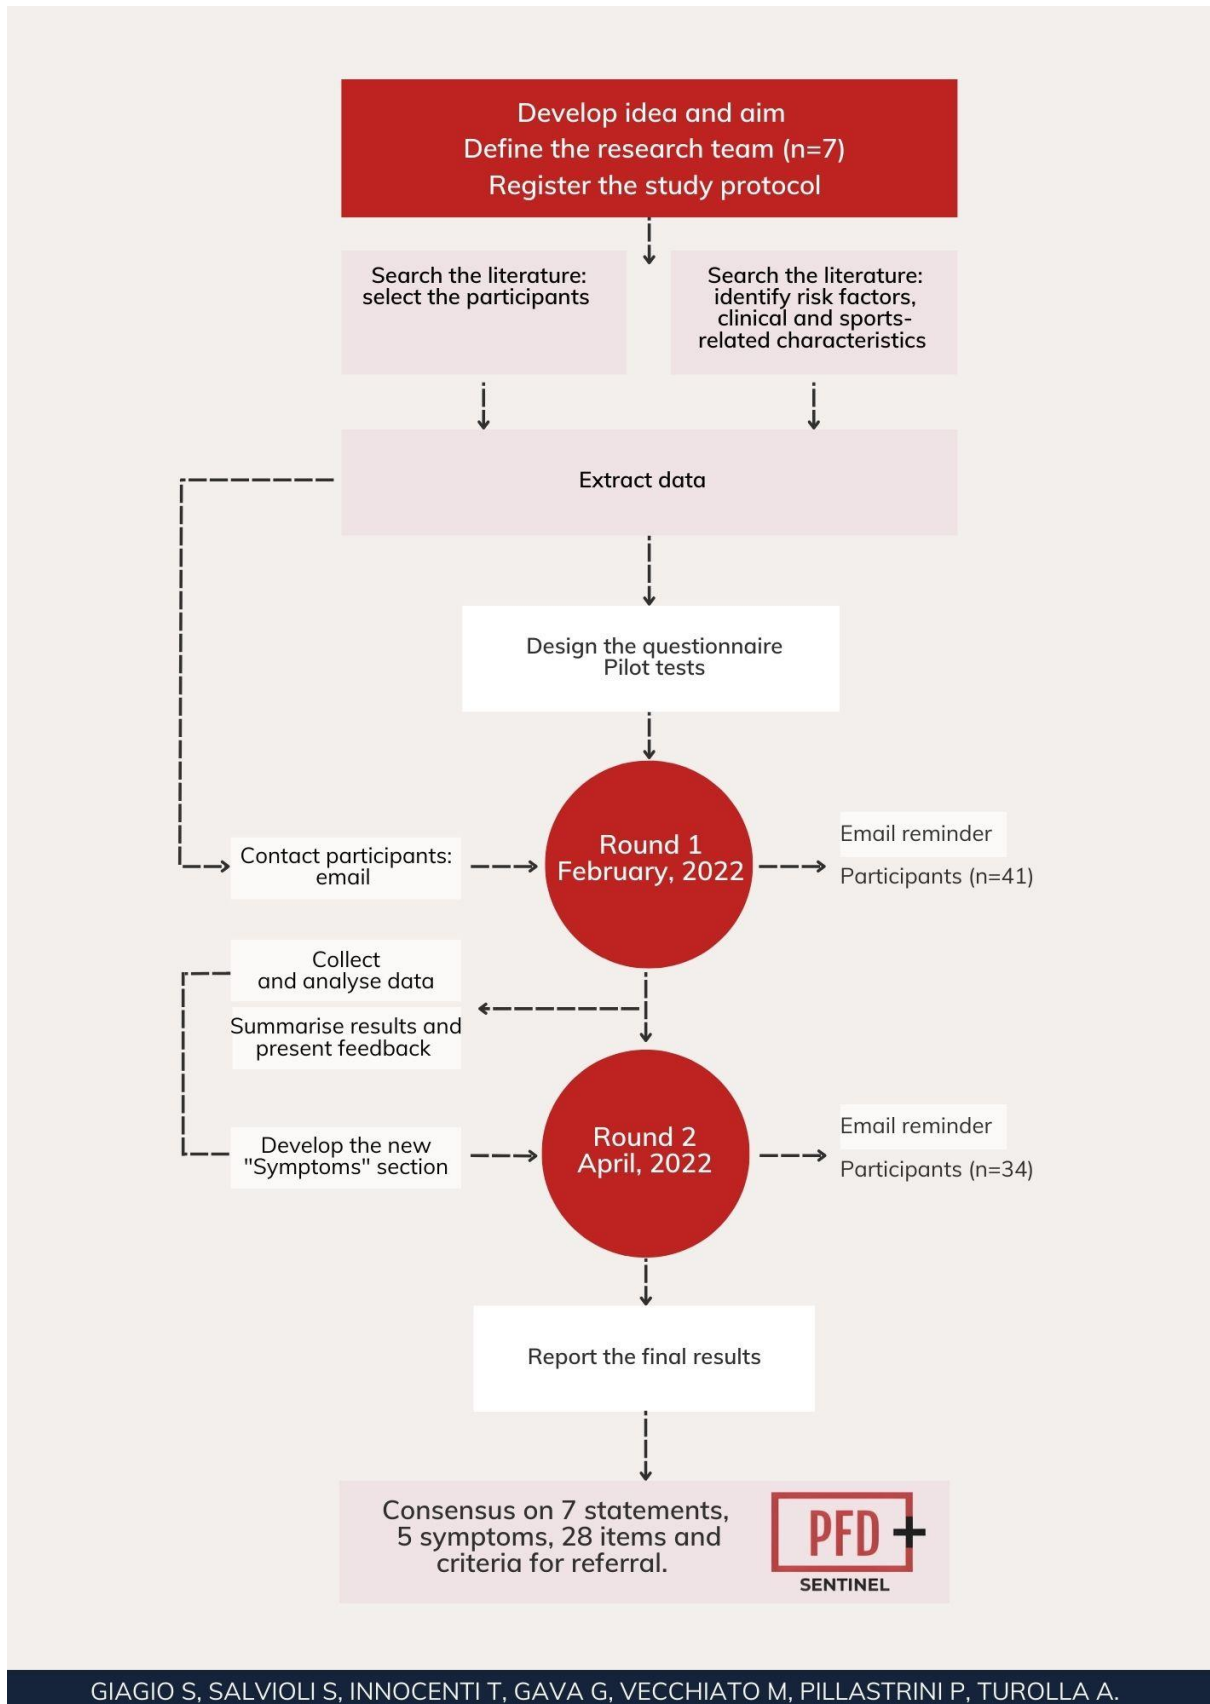 Develop idea and aim
Define the research team (n=7)
Register the study protocol
Search the literature:
select the participants
Search the literature:
identify risk factors,
clinical and sports-
related characteristics
Extract data
Design the questionnaire
Pilot tests
Round 1
February, 2022
Email reminder
Participants (n=41)
Contact participants:
email
Collect
and analyse data
Summarise results and
present feedback
Develop the new
"Symptoms" section
Round 2
April, 2022
Email reminder
Participants (n=34)
Report the final results
Consensus on 7 statements,
5 symptoms, 28 items and
criteria for referral.
PFD+
SENTINEL
GIAGIO S, SALVIOLI S, INNOCENTI T, GAVA G, VECCHIATO M, PILLASTRINI P, TUROLLA A.